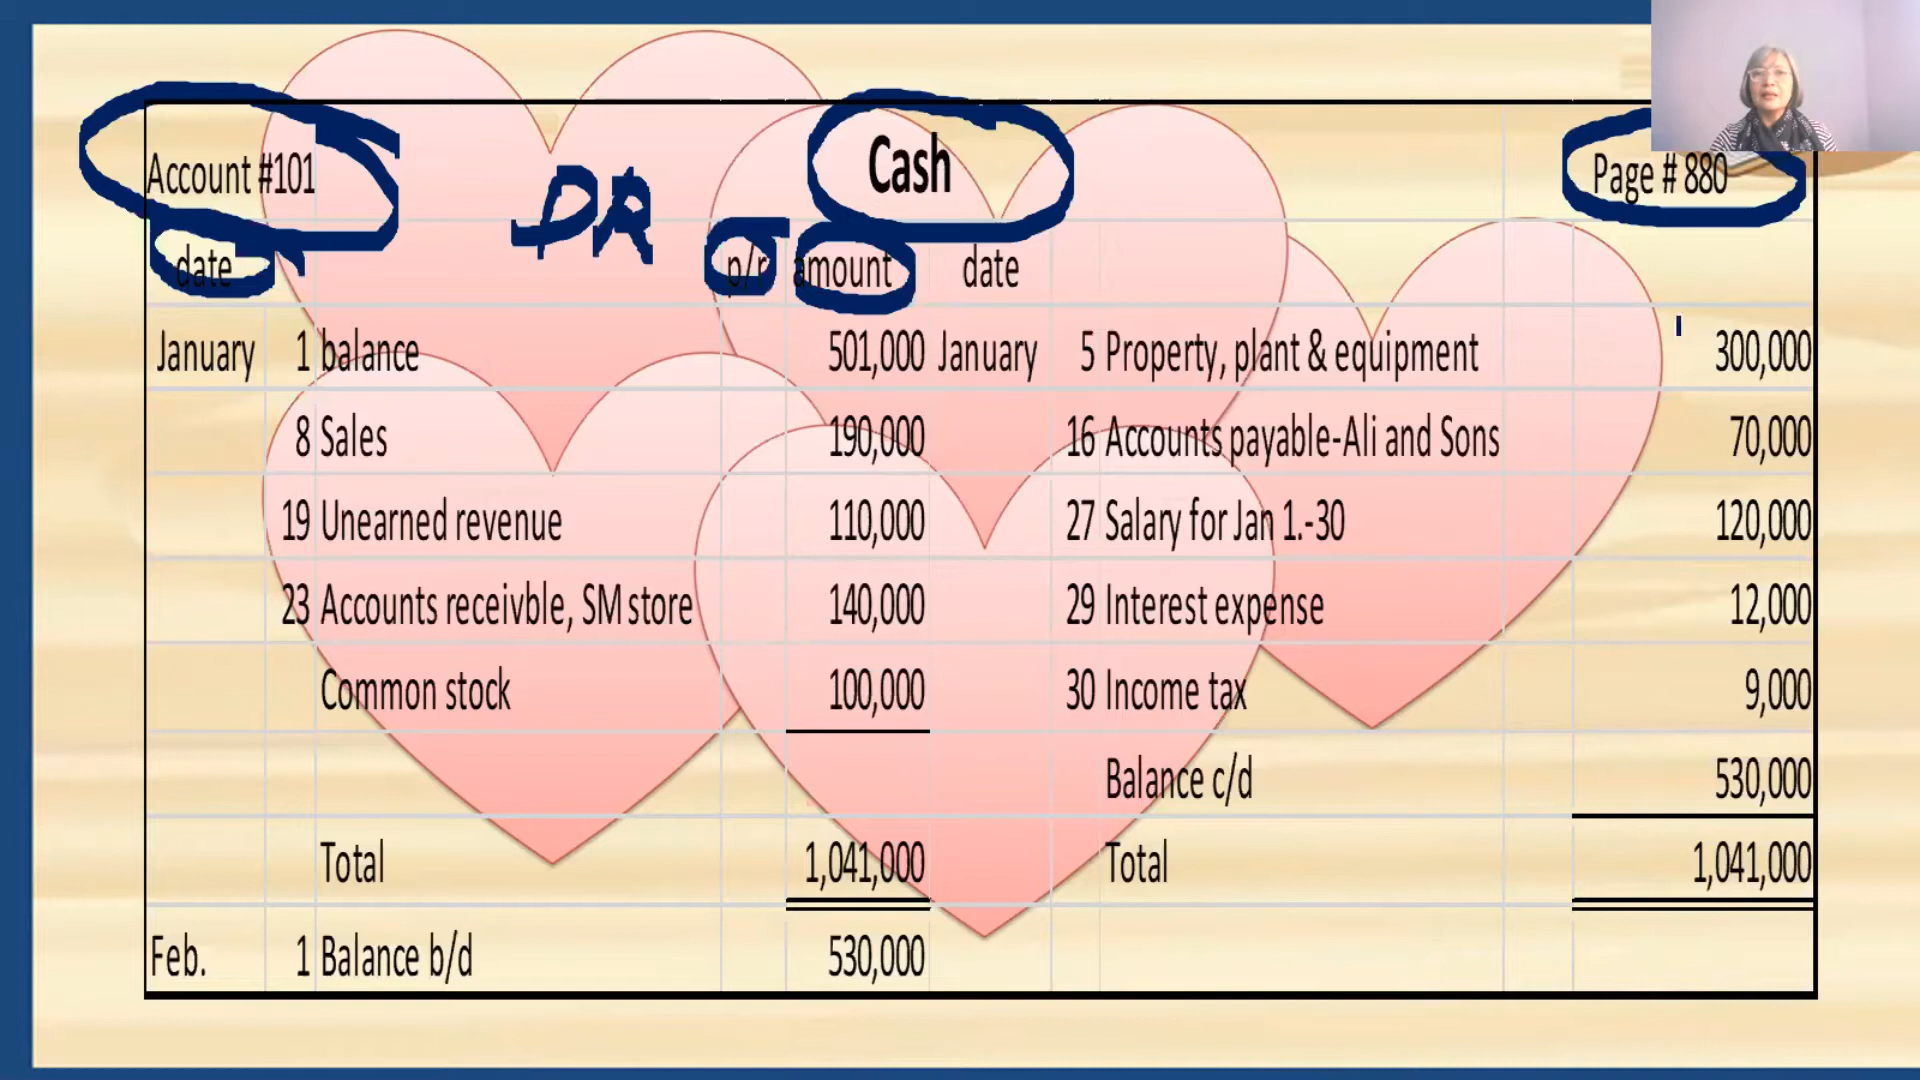 Account #101 Cash Page # 880
DR
date p/r amount date
January 1 balance 501,000 January 5 Property, plant & equipment 300,000
8 Sales 190,000 16 Accounts payable-Ali and Sons 70,000
19 Unearned revenue 110,000 27 Salary for Jan 1.-30 120,000
23 Accounts receivble, SM store 140,000 29 Interest expense 12,000
Common stock 100,000 30 Income tax 9,000
Balance c/d 530,000
Total 1,041,000 Total 1,041,000
Feb. 1 Balance b/d 530,000